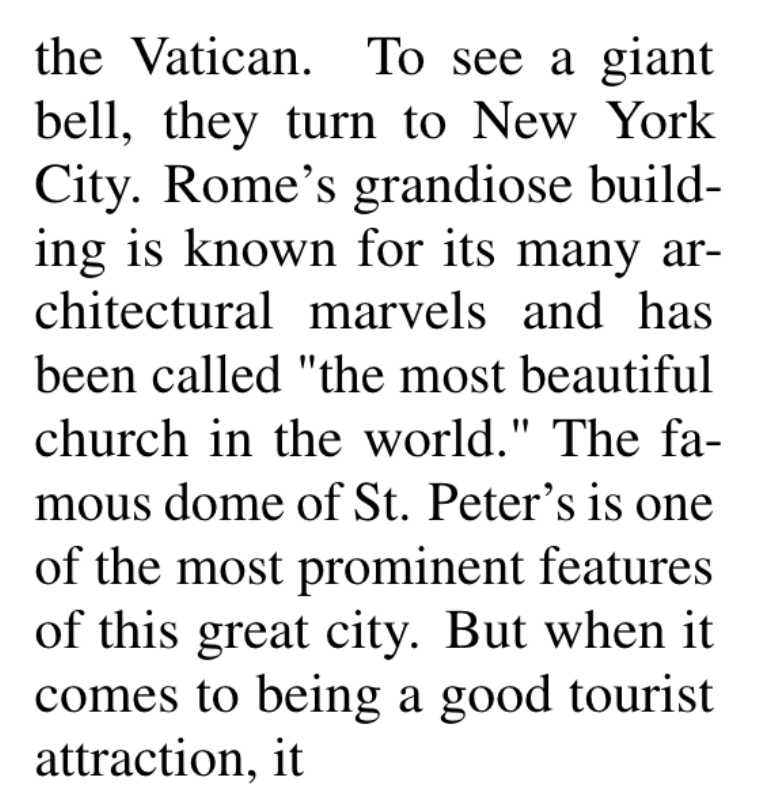 the Vatican. To see a giant
bell, they turn to New York
City. Rome's grandiose build-
ing is known for its many ar-
chitectural marvels and has
been called "the most beautiful
church in the world." The fa-
mous dome of St. Peter's is one
of the most prominent features
of this great city. But when it
comes to being a good tourist
attraction, it